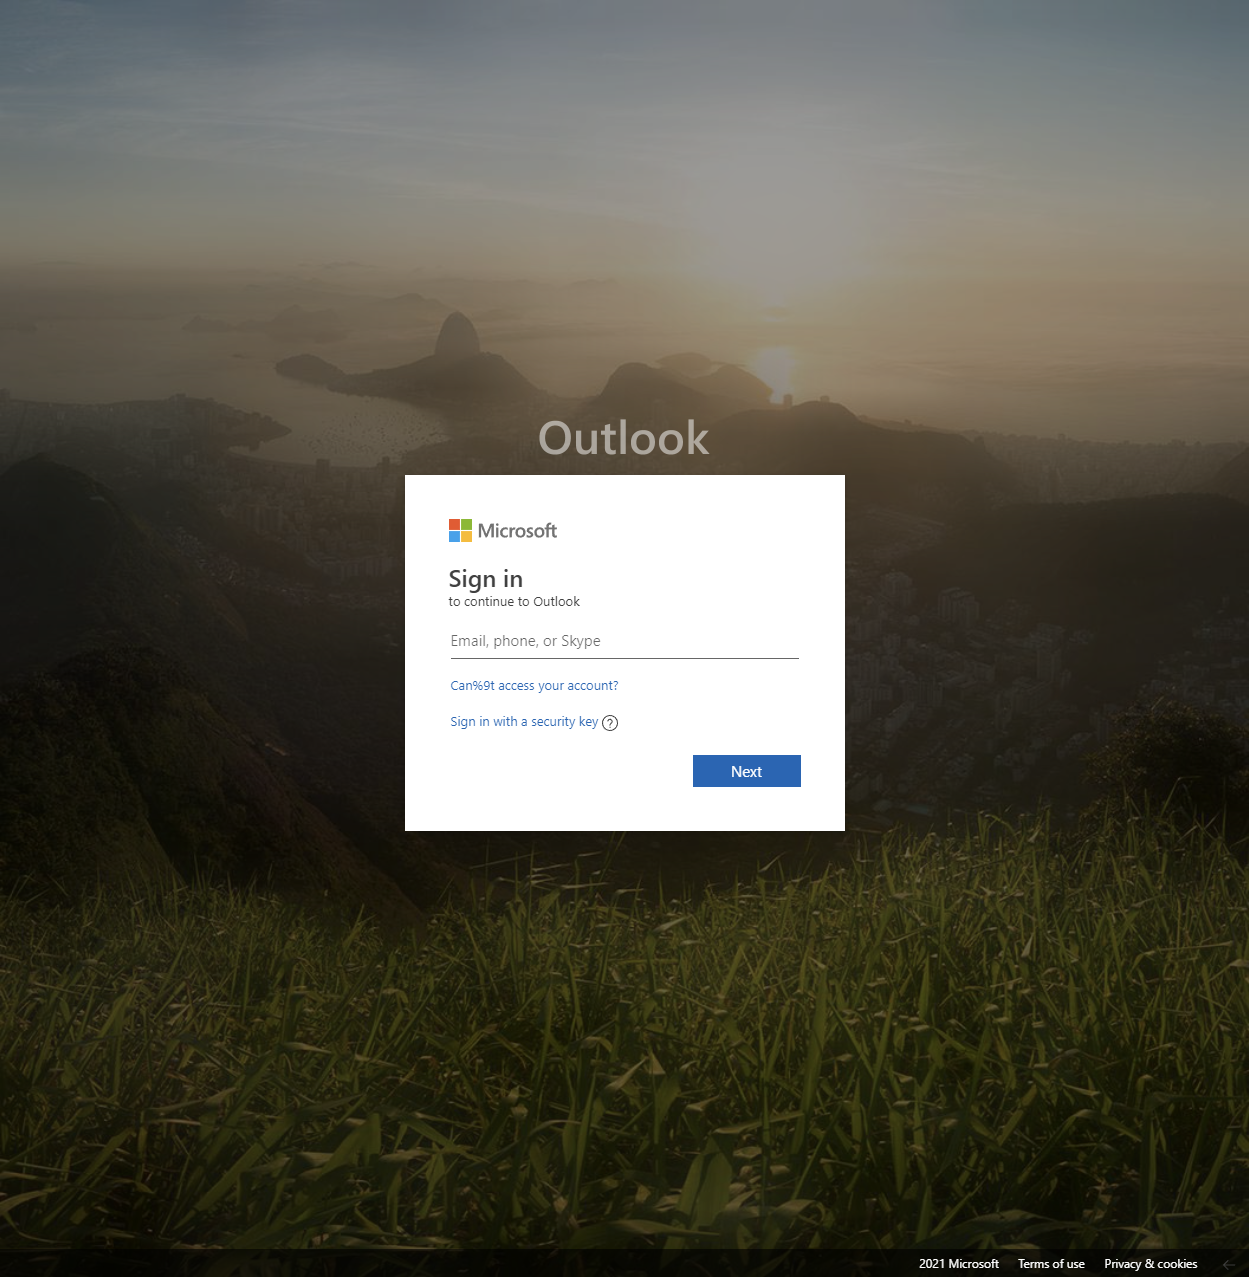 Outlook
Microsoft
Sign in
to continue to Outlook
Email, phone, or Skype
Can%9t access your account?
Sign in with a security key
Next
2021 Microsoft Terms of use Privacy & cookies